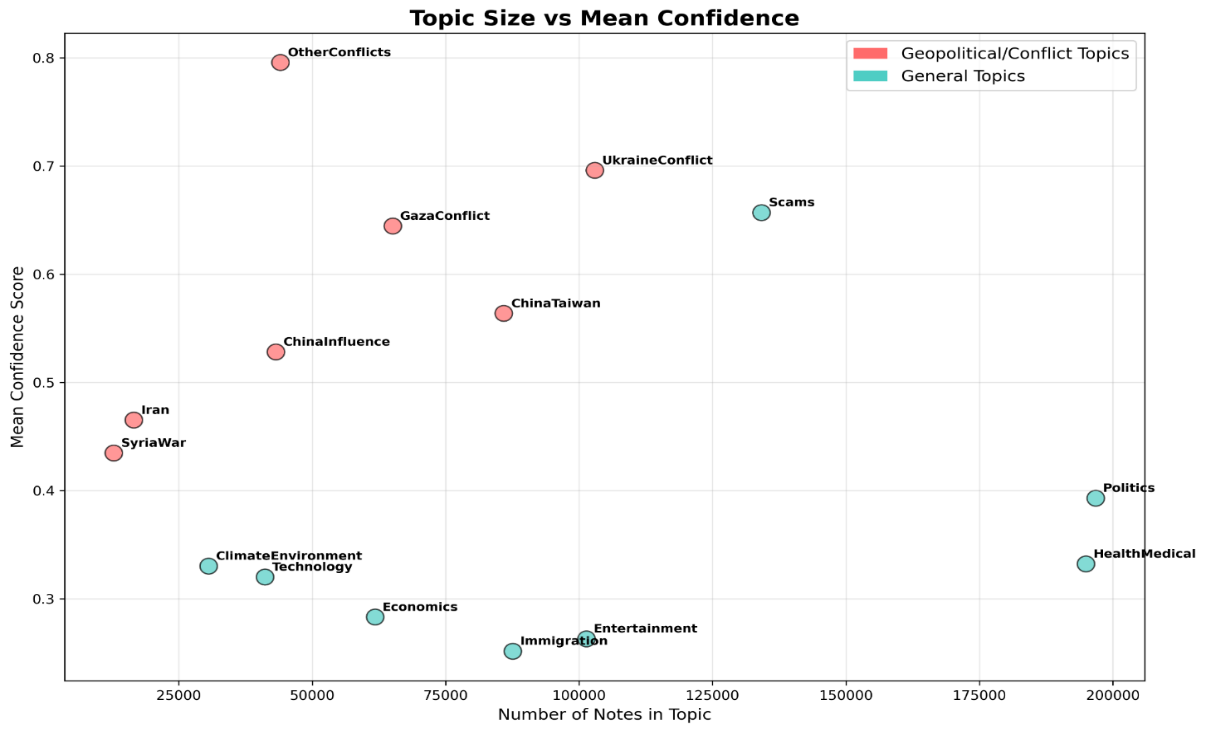 Topic Size vs Mean Confidence
Geopolitical/Conflict Topics
General Topics
Mean Confidence Score
0.8
0.7
0.6
0.5
0.4
0.3
OtherConflicts
UkraineConflict
Scams
GazaConflict
ChinaTaiwan
ChinaInfluence
Iran
SyriaWar
Politics
HealthMedical
ClimateEnvironment
Technology
Economics
Entertainment
Immigration
25000 50000 75000 100000 125000 150000 175000 200000
Number of Notes in Topic